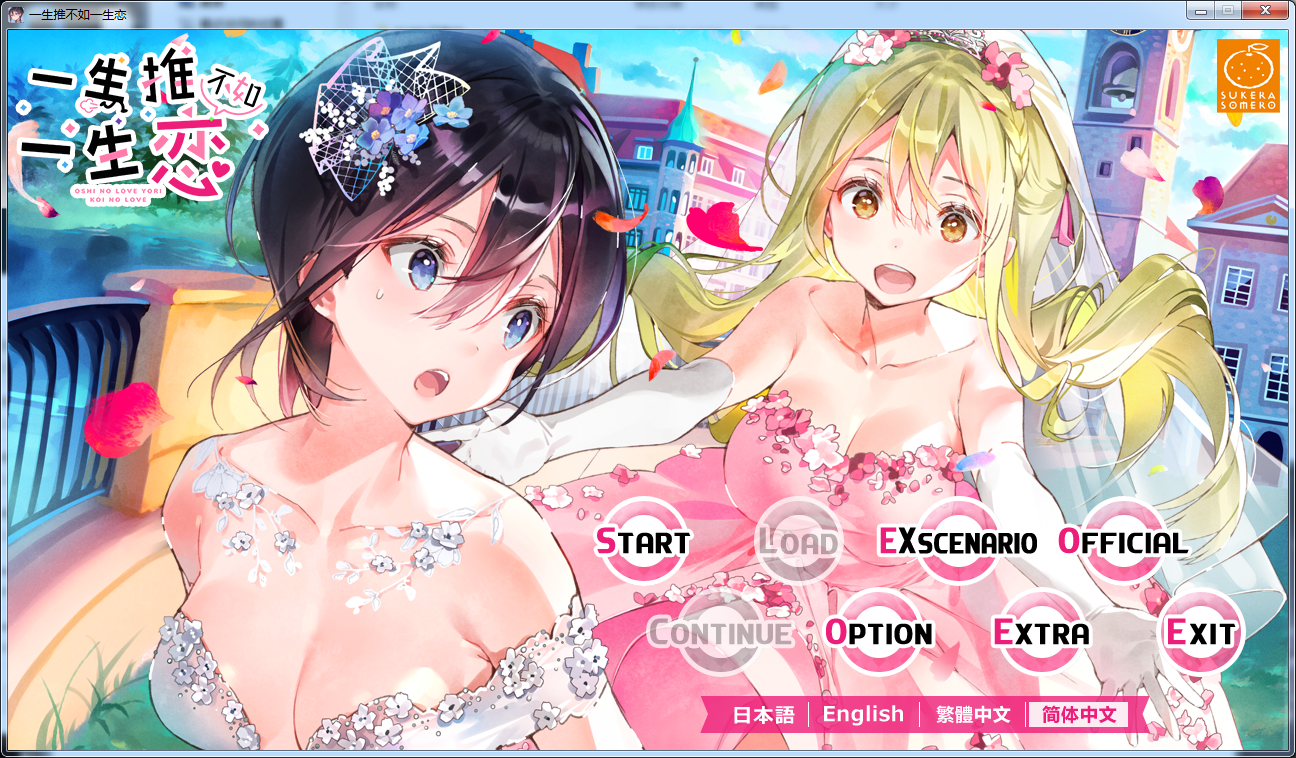 一生推不如一生恋
一生推不如
一生恋
OSHI NO LOVE YORI
KOI NO LOVE
SUKERA
SOMERO
START LOAD EXSCENARIO OFFICIAL
CONTINUE OPTION EXTRA EXIT
日本語 English 繁體中文 简体中文